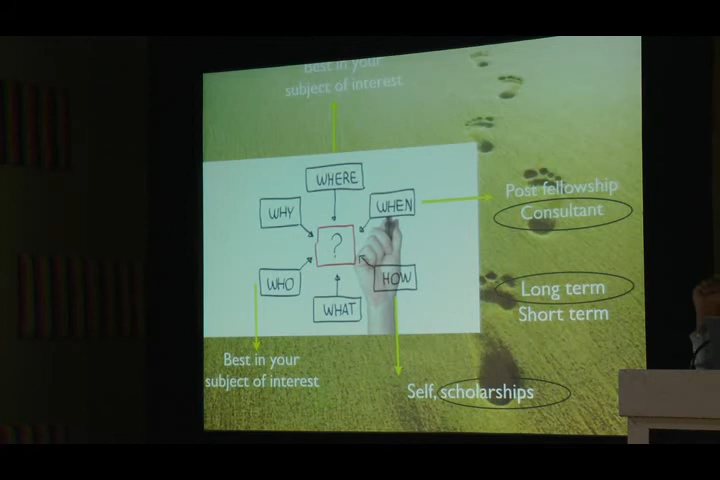 Best in your
subject of interest
WHERE
WHY
WHEN
?
WHO
HOW
WHAT
Post fellowship
Consultant
Long term
Short term
Best in your
subject of interest
Self, scholarships